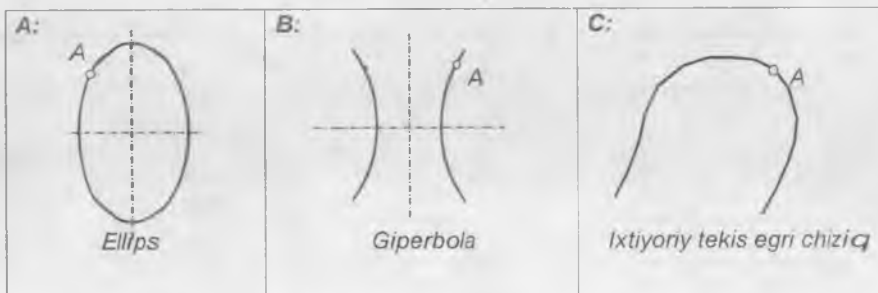 A:
A
Ellips
B:
A
Giperbola
C:
A
Ixtiyoriy tekis egri chiziq